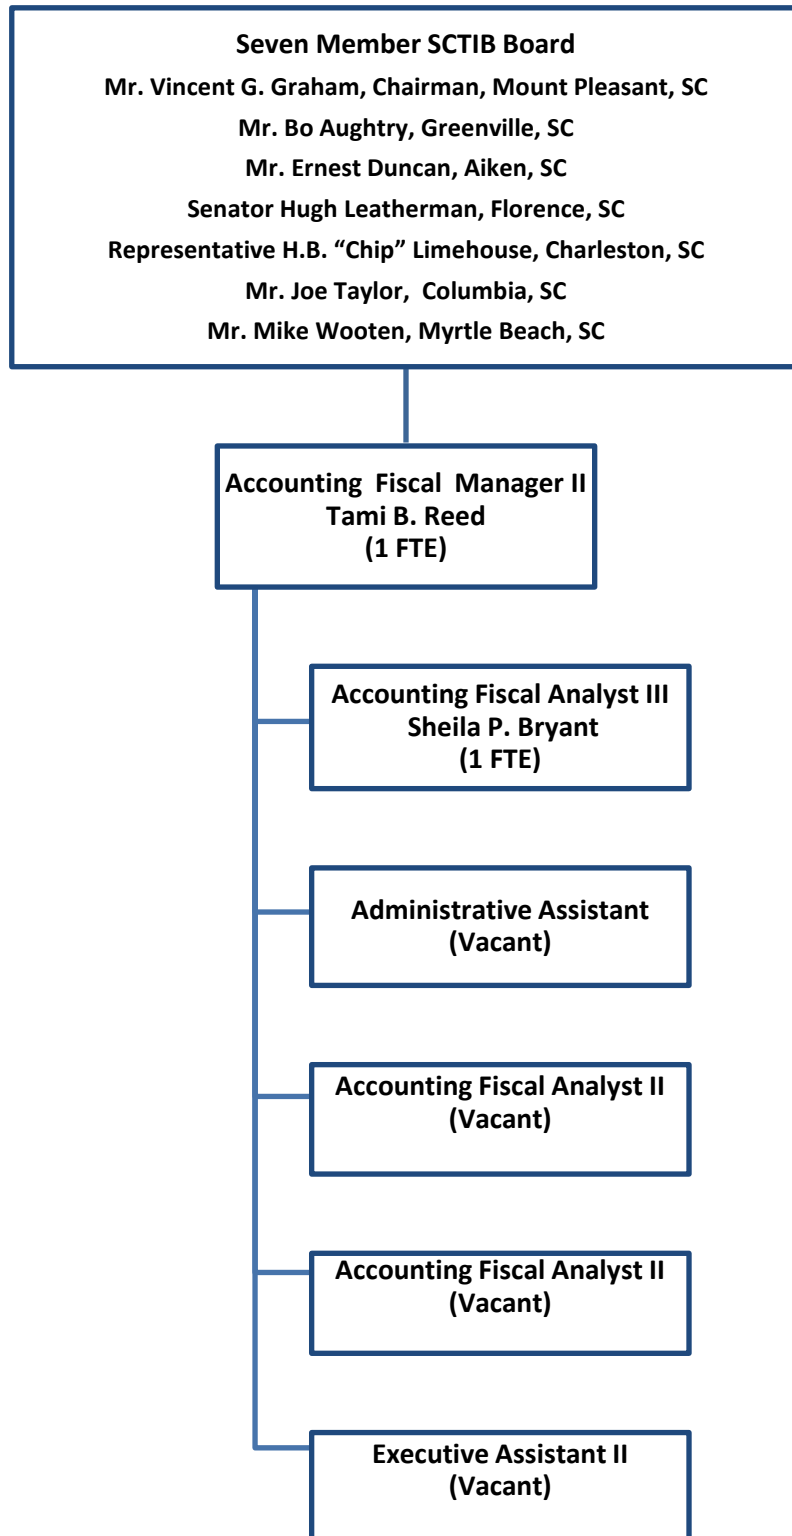 Seven Member SCTIB Board
Mr. Vincent G. Graham, Chairman, Mount Pleasant, SC
Mr. Bo Aughtry, Greenville, SC
Mr. Ernest Duncan, Aiken, SC
Senator Hugh Leatherman, Florence, SC
Representative H.B. “Chip” Limehouse, Charleston, SC
Mr. Joe Taylor, Columbia, SC
Mr. Mike Wooten, Myrtle Beach, SC
Accounting Fiscal Manager II
Tami B. Reed
(1 FTE)
Accounting Fiscal Analyst III
Sheila P. Bryant
(1 FTE)
Administrative Assistant
(Vacant)
Accounting Fiscal Analyst II
(Vacant)
Accounting Fiscal Analyst II
(Vacant)
Executive Assistant II
(Vacant)